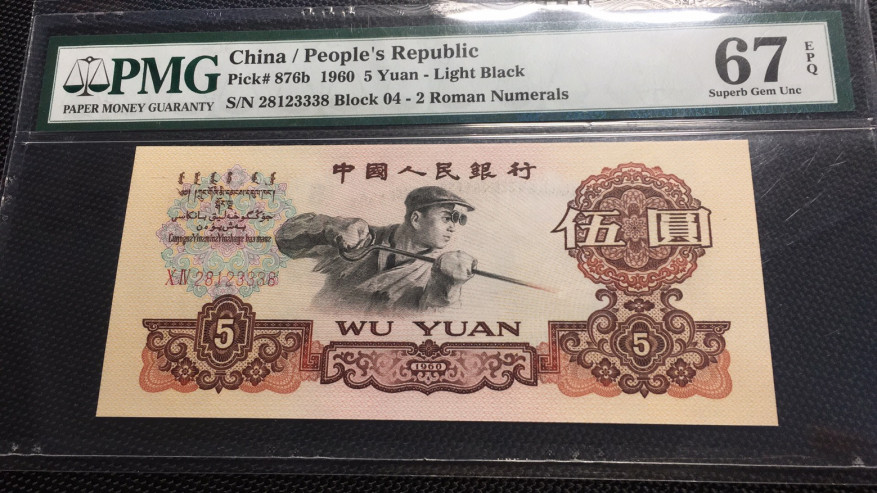 PMG
PAPER MONEY GUARANTY
China / People's Republic
Pick# 876b 1960 5 Yuan - Light Black
S/N 28123338 Block 04 - 2 Roman Numerals
67 EPQ
Superb Gem Unc
中國人民銀行
X IV 28123338
伍圓
5
WU YUAN
5
1960